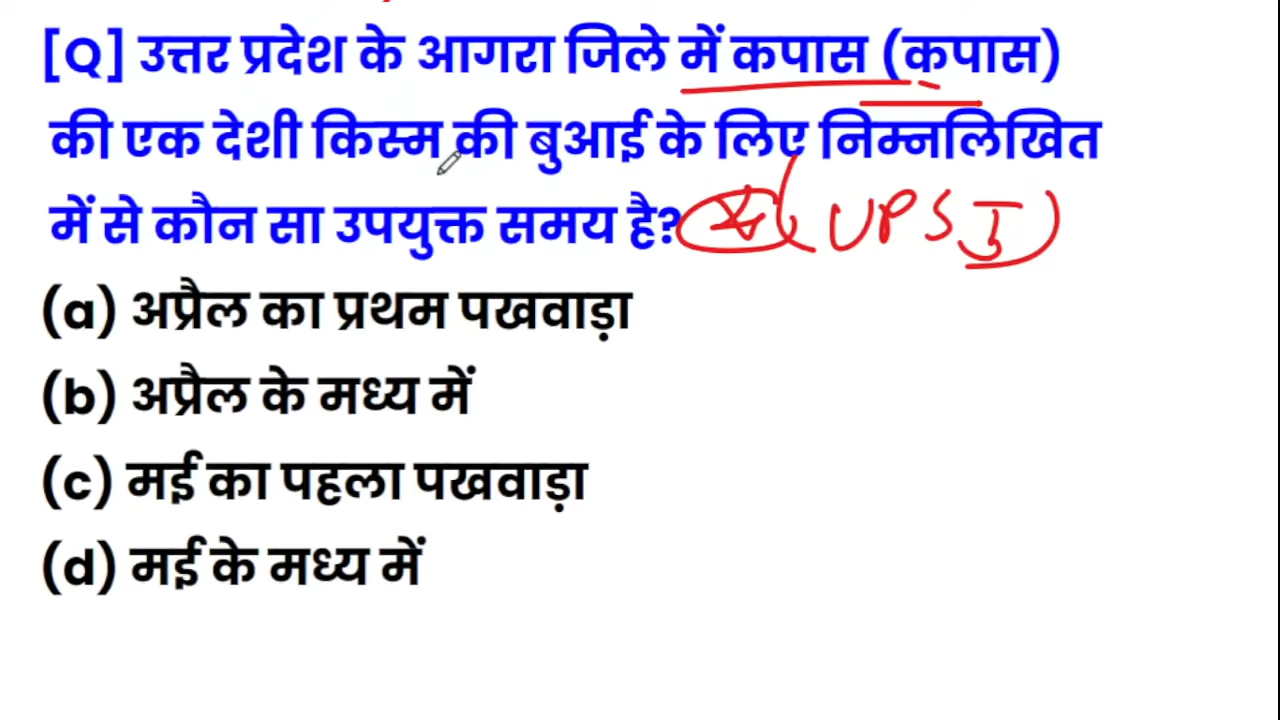 [Q] उत्तर प्रदेश के आगरा जिले में कपास (कपास)
की एक देशी किस्म की बुआई के लिए निम्नलिखित
में से कौन सा उपयुक्त समय है? (UPSI)
(a) अप्रैल का प्रथम पखवाड़ा
(b) अप्रैल के मध्य में
(c) मई का पहला पखवाड़ा
(d) मई के मध्य में